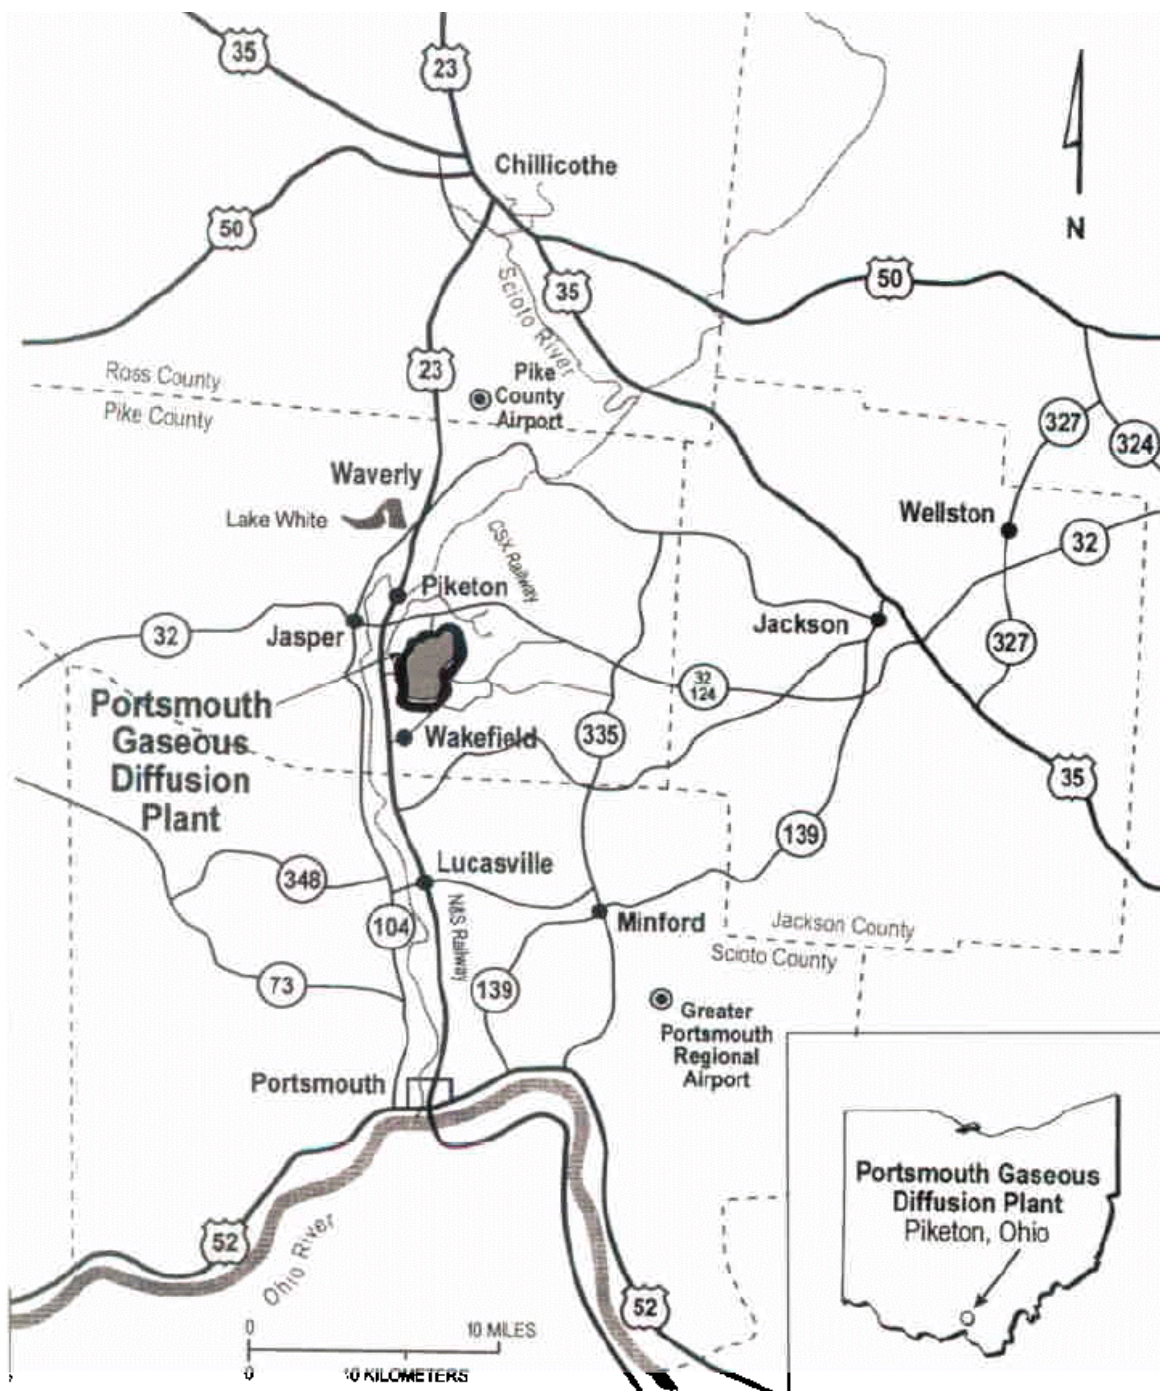 35
23
Chillicothe
50
N
Scioto River
35
50
23
Ross County
Pike County
Pike
County
Airport
327
324
Waverly
Lake White
Wellston
32
CSX Railway
Piketon
32
Jasper
Jackson
327
32
124
Portsmouth
Gaseous
Diffusion
Plant
Wakefield
335
35
139
Lucasville
348
104
N&S Railway
Minford
Jackson County
Scioto County
73
139
Greater
Portsmouth
Regional
Airport
Portsmouth
Portsmouth Gaseous
Diffusion Plant
Piketon, Ohio
52
Ohio River
52
0 10 MILES
0 10 KILOMETERS